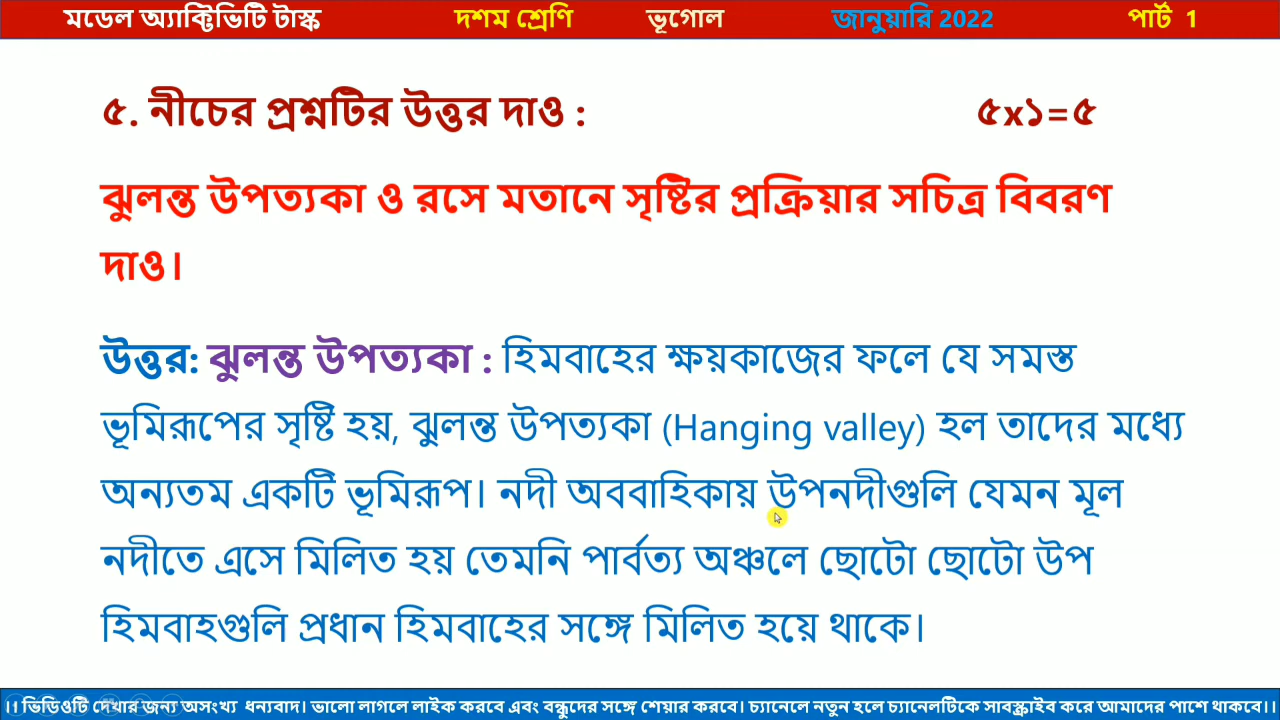 মডেল অ্যাক্টিভিটি টাস্ক দশম শ্রেণি ভূগোল জানুয়ারি 2022 পার্ট 1
৫. নীচের প্রশ্নটির উত্তর দাও : ৫x১=৫
ঝুলন্ত উপত্যকা ও রসে মতানে সৃষ্টির প্রক্রিয়ার সচিত্র বিবরণ
দাও।
উত্তর: ঝুলন্ত উপত্যকা : হিমবাহের ক্ষয়কাজের ফলে যে সমস্ত
ভূমিরূপের সৃষ্টি হয়, ঝুলন্ত উপত্যকা (Hanging valley) হল তাদের মধ্যে
অন্যতম একটি ভূমিরূপ। নদী অববাহিকায় উপনদীগুলি যেমন মূল
নদীতে এসে মিলিত হয় তেমনি পার্বত্য অঞ্চলে ছোটো ছোটো উপ
হিমবাহগুলি প্রধান হিমবাহের সঙ্গে মিলিত হয়ে থাকে।
।। ভিডিওটি দেখার জন্য অসংখ্য ধন্যবাদ। ভালো লাগলে লাইক করবে এবং বন্ধুদের সঙ্গে শেয়ার করবে। চ্যানেলে নতুন হলে চ্যানেলটিকে সাবস্ক্রাইব করে আমাদের পাশে থাকবে।।